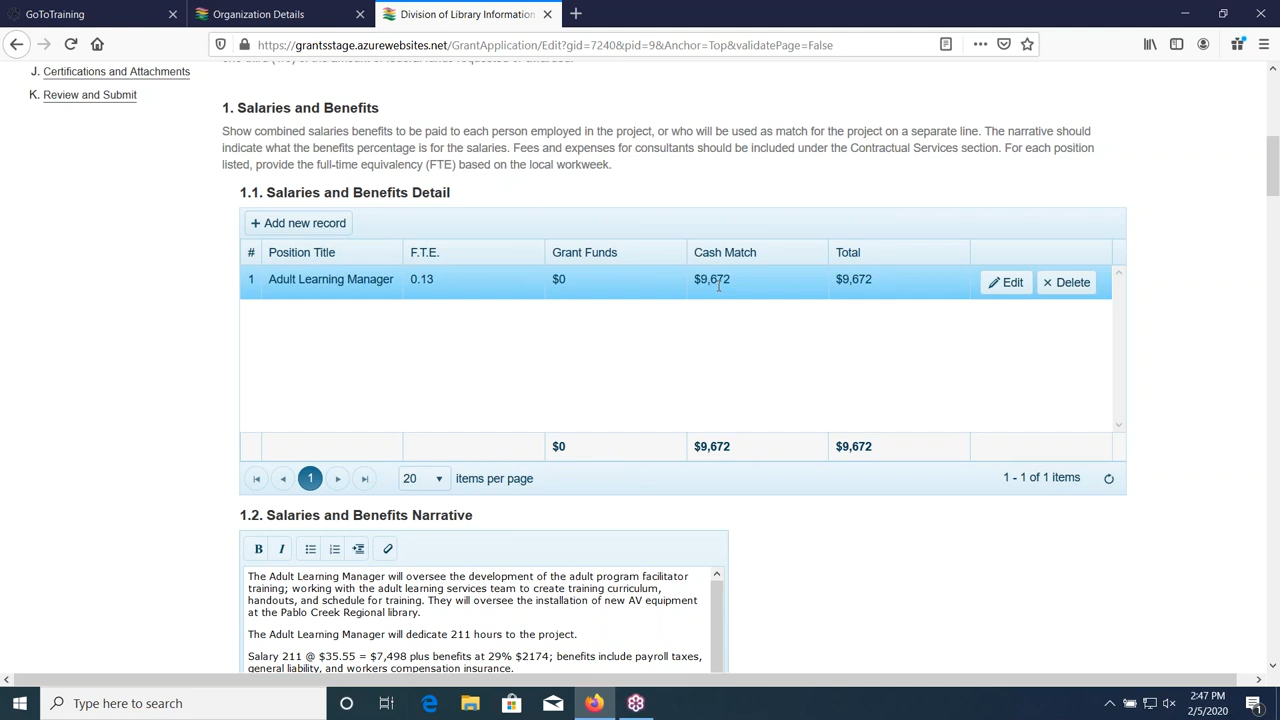 GoToTraining
Organization Details
Division of Library Information
https://grantsstage.azurewebsites.net/GrantApplication/Edit?gid=7240&pid=9&Anchor=Top&validatePage=False
J. Certifications and Attachments
K. Review and Submit
1. Salaries and Benefits
Show combined salaries benefits to be paid to each person employed in the project, or who will be used as match for the project on a separate line. The narrative should
indicate what the benefits percentage is for the salaries. Fees and expenses for consultants should be included under the Contractual Services section. For each position
listed, provide the full-time equivalency (FTE) based on the local workweek.
1.1. Salaries and Benefits Detail
+ Add new record
# Position Title F.T.E. Grant Funds Cash Match Total
1 Adult Learning Manager 0.13 $0 $9,672 $9,672 Edit × Delete
$0 $9,672 $9,672
1 20 items per page 1 - 1 of 1 items
1.2. Salaries and Benefits Narrative
B I
The Adult Learning Manager will oversee the development of the adult program facilitator
training; working with the adult learning services team to create training curriculum,
handouts, and schedule for training. They will oversee the installation of new AV equipment
at the Pablo Creek Regional library.
The Adult Learning Manager will dedicate 211 hours to the project.
Salary 211 @ $35.55 = $7,498 plus benefits at 29% $2174; benefits include payroll taxes,
general liability, and workers compensation insurance.
Type here to search
2:47 PM
2/5/2020
1